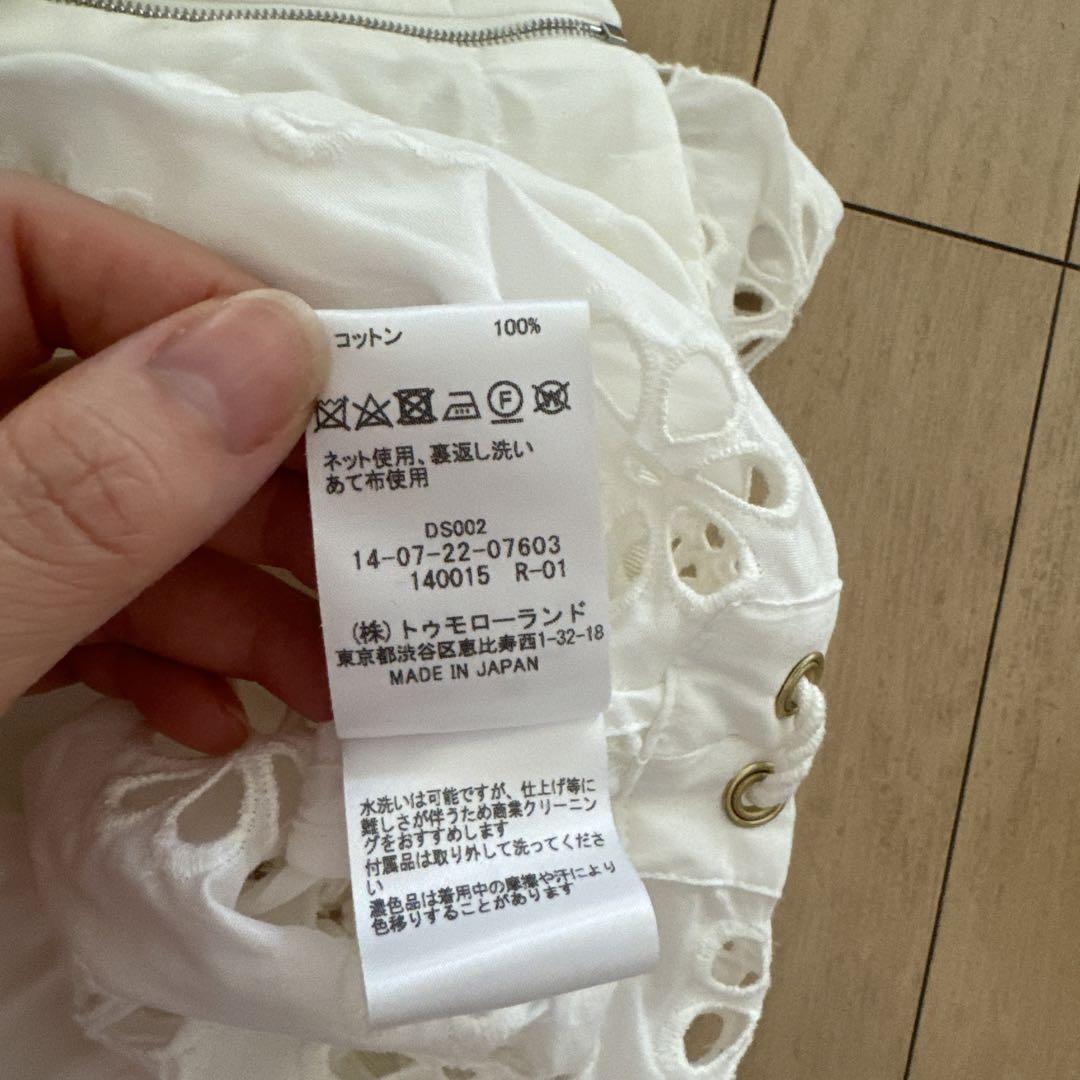 コットン 100%
F W
ネット使用、裏返し洗い
あて布使用
DS002
14-07-22-07603
140015 R-01
(株)トゥモローランド
東京都渋谷区恵比寿西1-32-18
MADE IN JAPAN
水洗いは可能ですが、仕上げ等に
難しさが伴うため商業クリーニン
グをおすすめします
付属品は取り外して洗ってくださ
い
濃色品は着用中の摩擦や汗により
色移りすることがあります